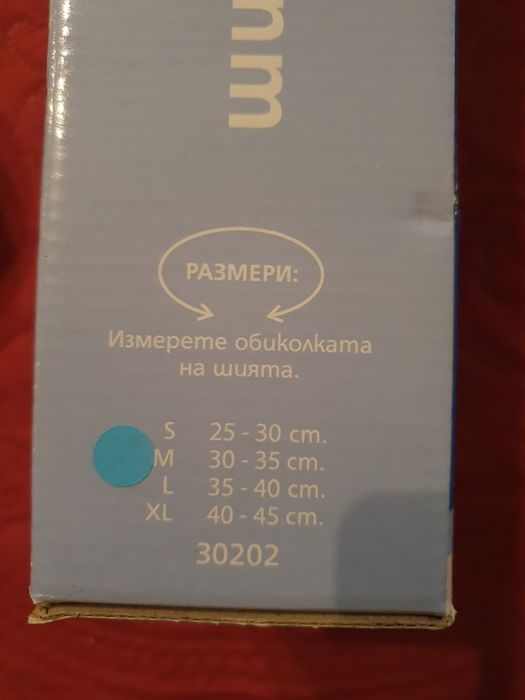 РАЗМЕРИ:
Измерете обиколката
на шията.
S 25 - 30 cm.
M 30 - 35 cm.
L 35 - 40 cm.
XL 40 - 45 cm.
30202